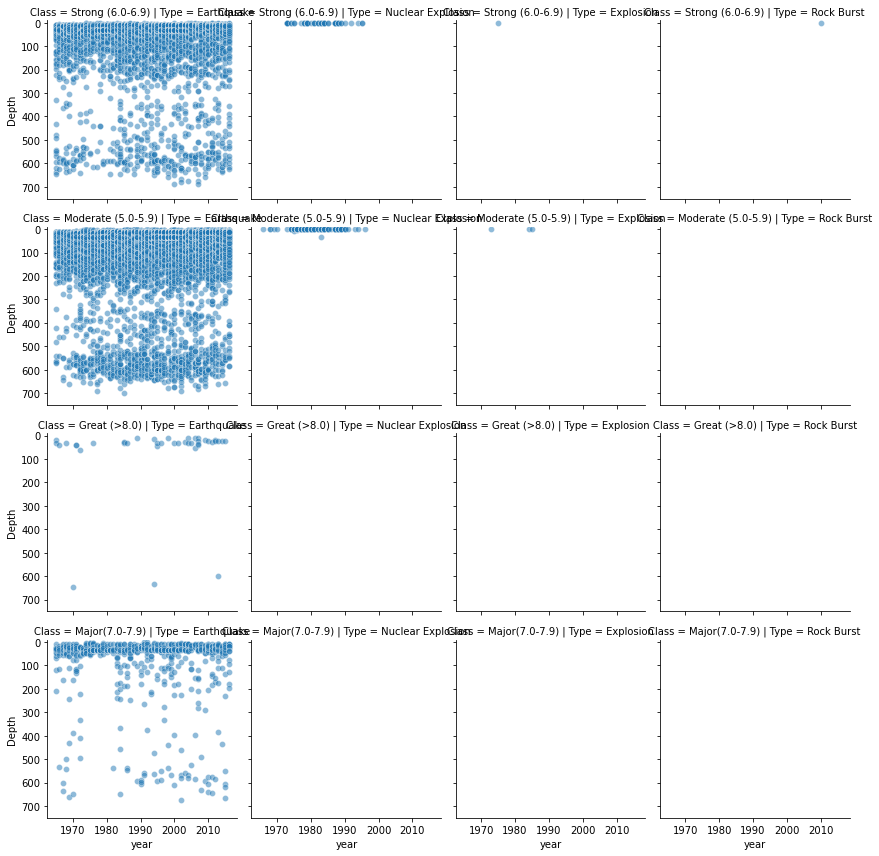 Class = Strong (6.0-6.9) | Type = Earthquake
Class = Strong (6.0-6.9) | Type = Nuclear Explosion
Class = Strong (6.0-6.9) | Type = Explosion
Class = Strong (6.0-6.9) | Type = Rock Burst
0
100
200
300
400
500
600
700
Depth
Class = Moderate (5.0-5.9) | Type = Earthquake
Class = Moderate (5.0-5.9) | Type = Nuclear Explosion
Class = Moderate (5.0-5.9) | Type = Explosion
Class = Moderate (5.0-5.9) | Type = Rock Burst
0
100
200
300
400
500
600
700
Depth
Class = Great (>8.0) | Type = Earthquake
Class = Great (>8.0) | Type = Nuclear Explosion
Class = Great (>8.0) | Type = Explosion
Class = Great (>8.0) | Type = Rock Burst
0
100
200
300
400
500
600
700
Depth
Class = Major(7.0-7.9) | Type = Earthquake
Class = Major(7.0-7.9) | Type = Nuclear Explosion
Class = Major(7.0-7.9) | Type = Explosion
Class = Major(7.0-7.9) | Type = Rock Burst
0
100
200
300
400
500
600
700
Depth
1970 1980 1990 2000 2010
year
1970 1980 1990 2000 2010
year
1970 1980 1990 2000 2010
year
1970 1980 1990 2000 2010
year